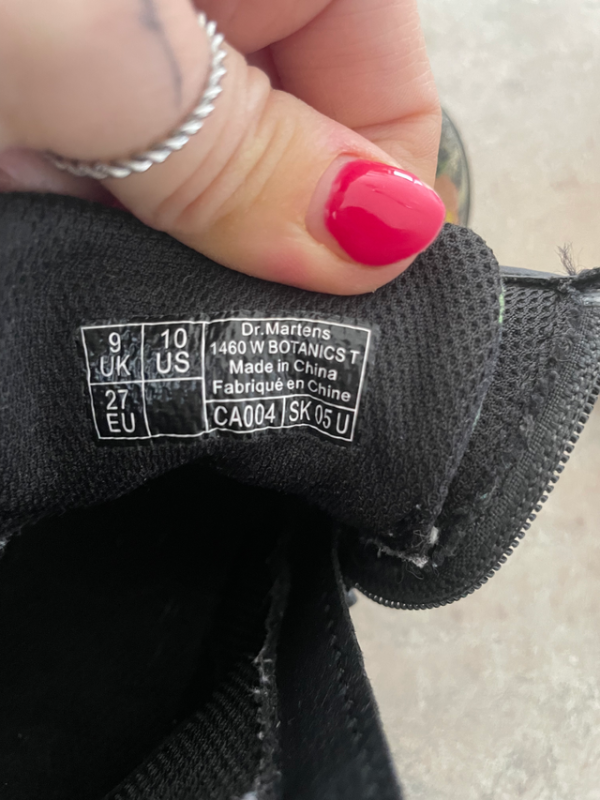 9
UK
10
US
27
EU
Dr.Martens
1460 W BOTANICS T
Made in China
Fabriqué en Chine
CA004 SK 05 U